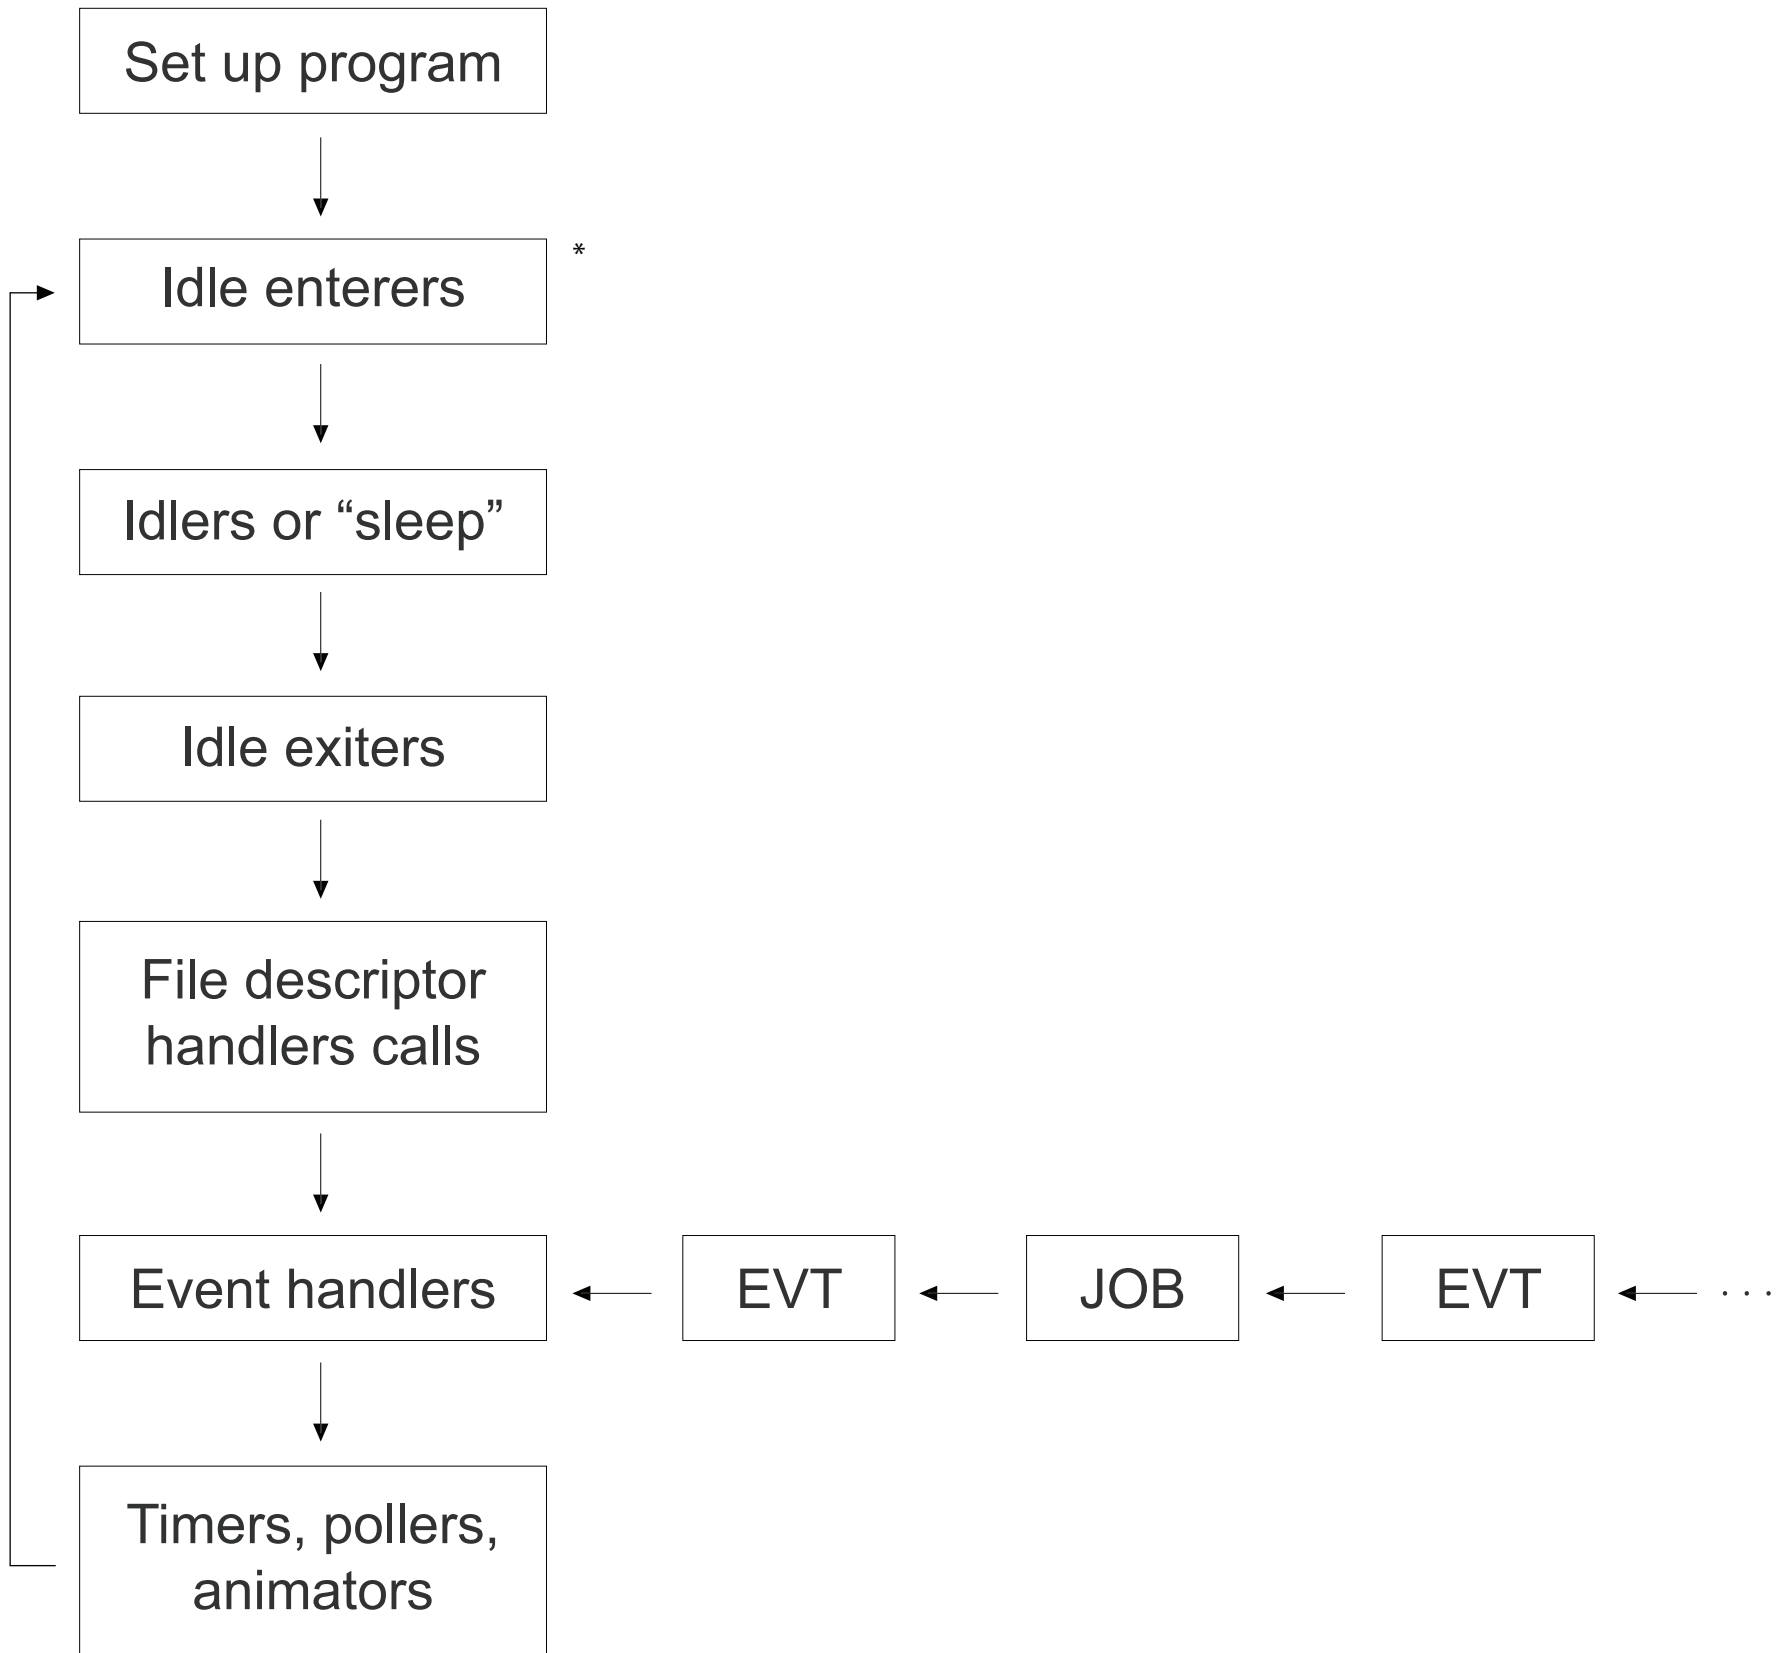 Set up program
Idle enterers
*
Idlers or “sleep”
Idle exiters
File descriptor
handlers calls
Event handlers
EVT
JOB
EVT
. . .
Timers, pollers,
animators